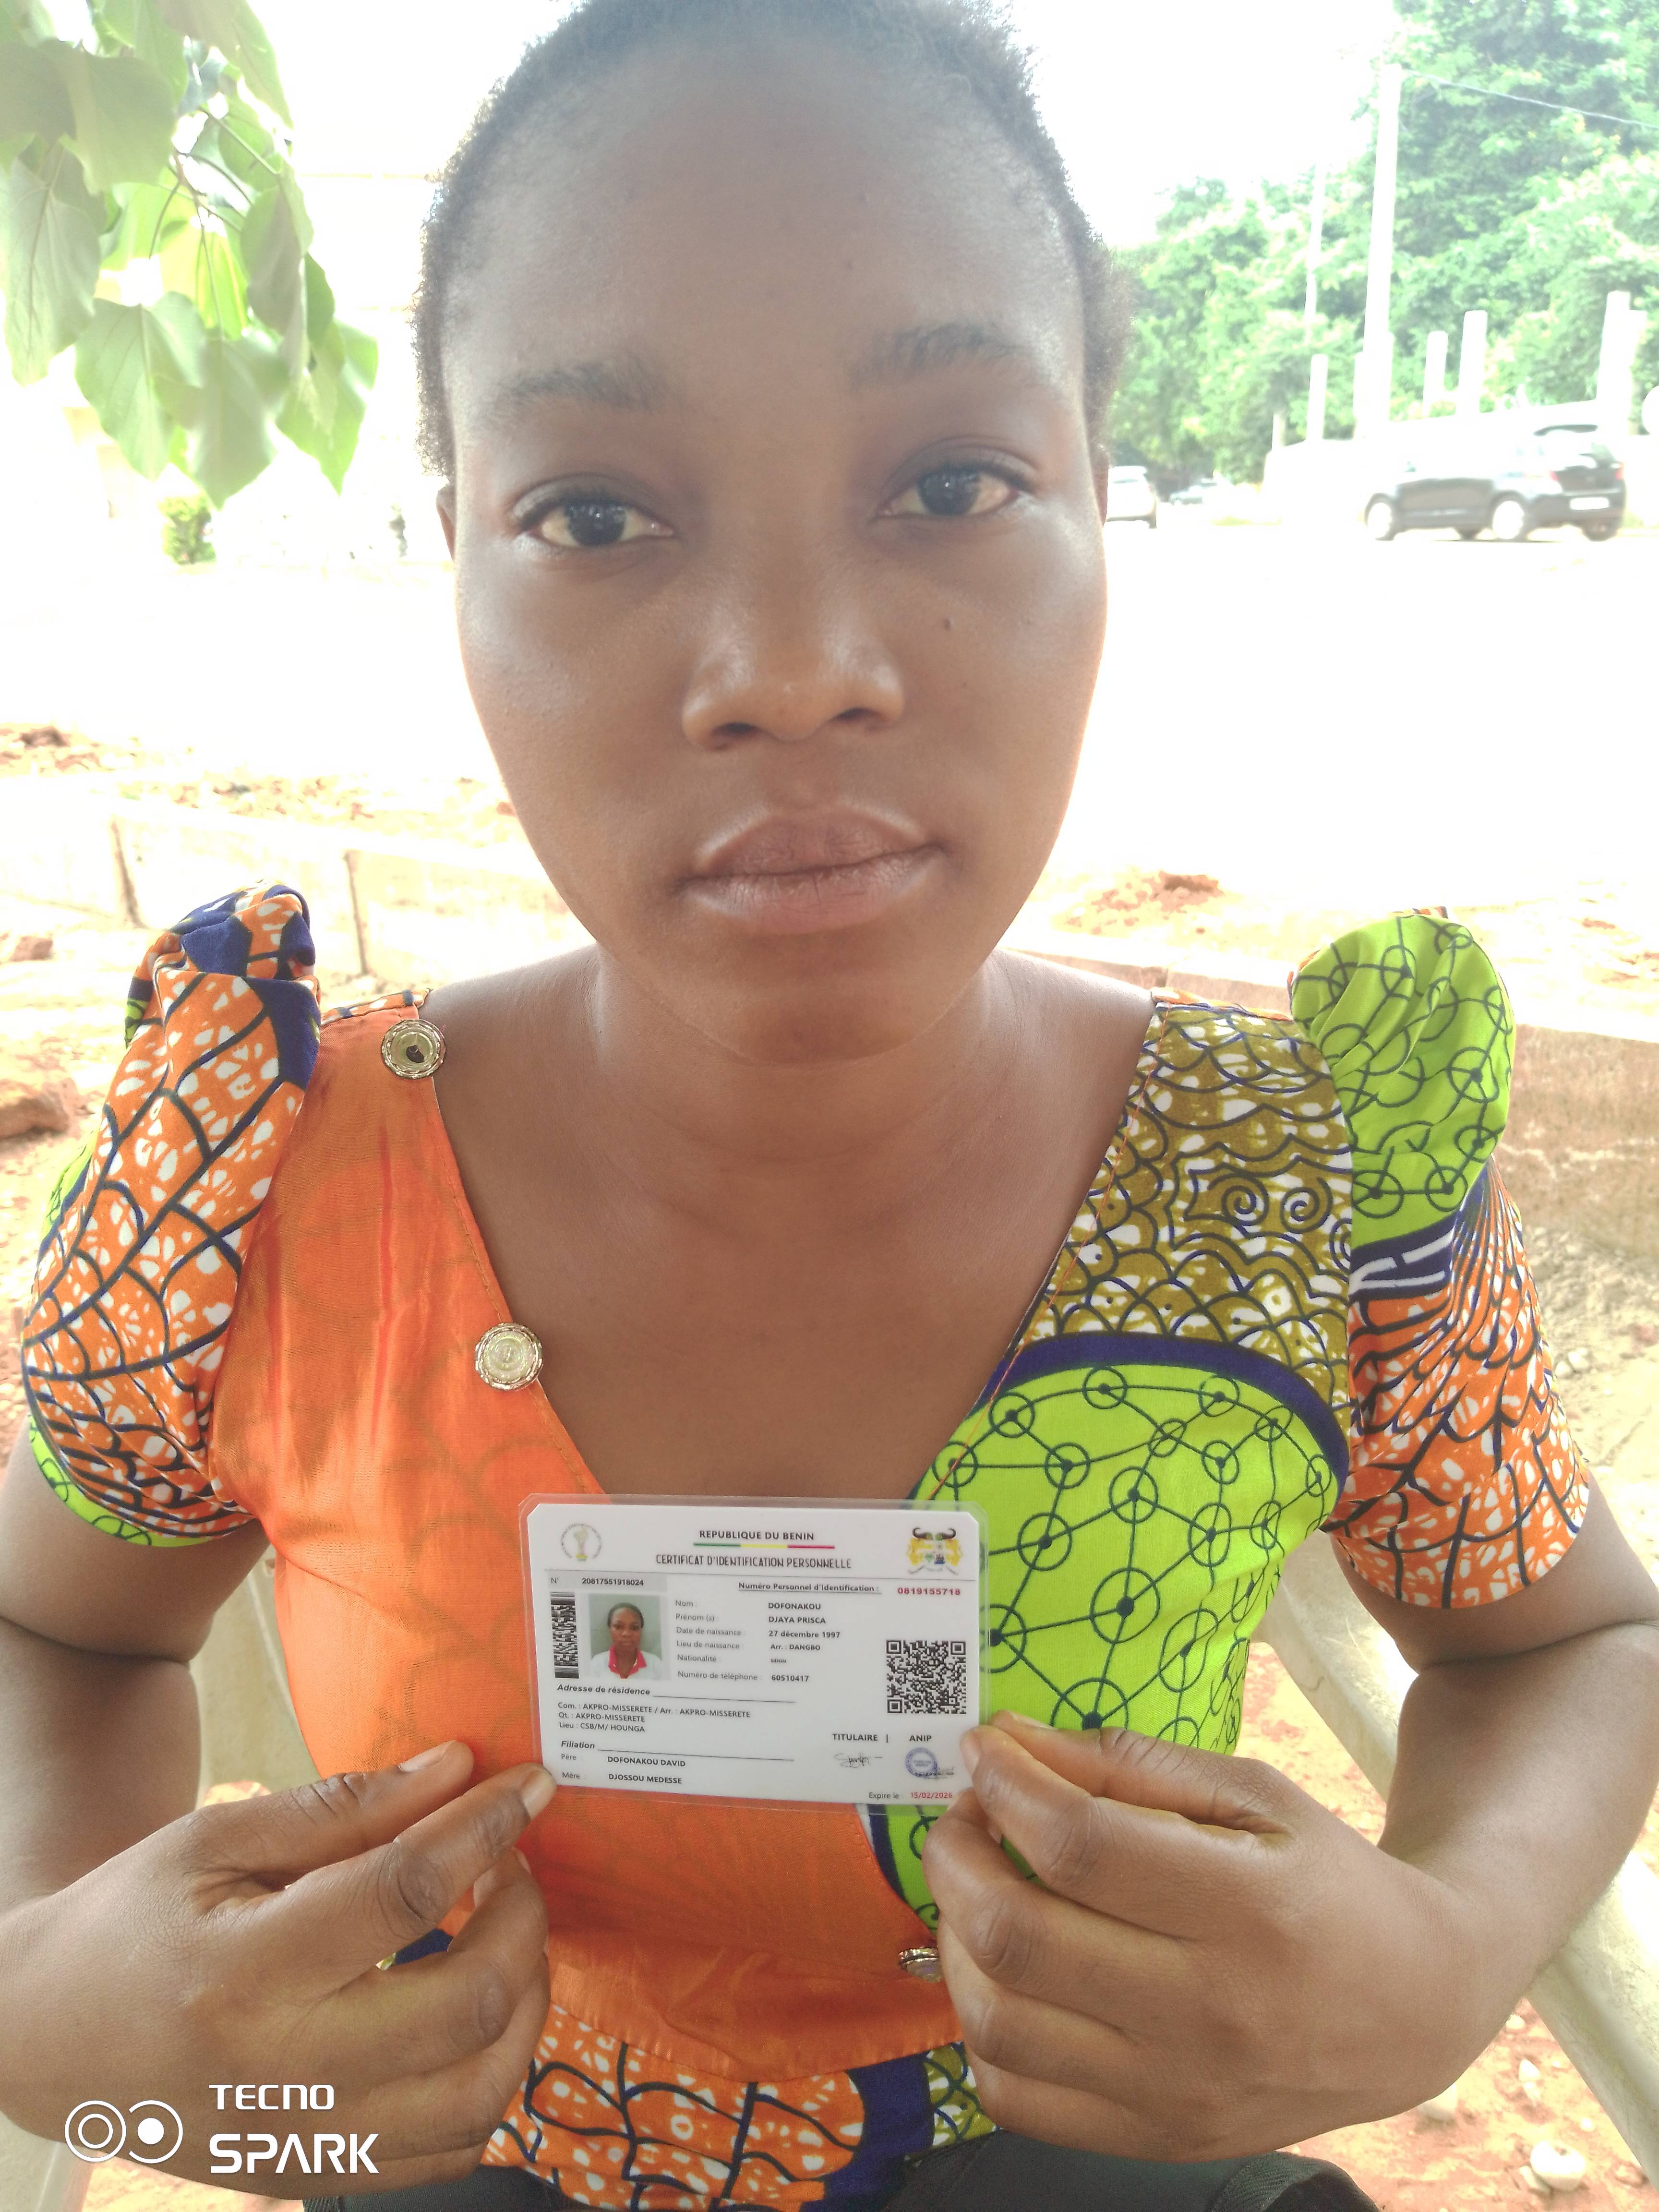 REPUBLIQUE DU BENIN
CERTIFICAT D'IDENTIFICATION PERSONNELLE
N° 20817551918024
Numéro Personnel d'Identification : 0819155718
Nom : DOFONAKOU
Prénom (s) : DJAYA PRISCA
Date de naissance : 27 décembre 1997
Lieu de naissance : Arr. : DANGBO
Nationalité : BENIN
Numéro de téléphone : 60510417
Adresse de résidence
Com. : AKPRO-MISSERETE / Arr. : AKPRO-MISSERETE
Qt. : AKPRO-MISSERETE
Lieu : CSB/M/ HOUNGA
TITULAIRE | ANIP
Filiation
Père DOFONAKOU DAVID
Mère DJOSSOU MEDESSE
Expire le : 15/02/2026
TECNO
SPARK